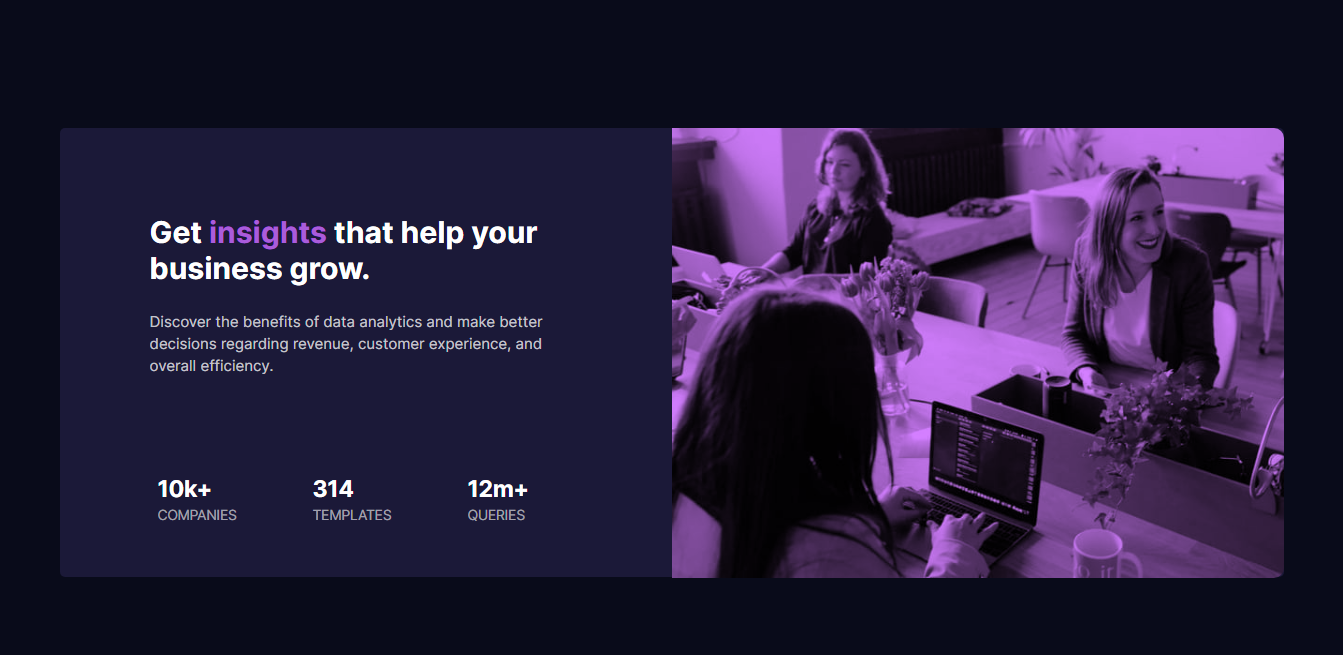 Get insights that help your
business grow.
Discover the benefits of data analytics and make better
decisions regarding revenue, customer experience, and
overall efficiency.
10k+ 314 12m+
COMPANIES TEMPLATES QUERIES